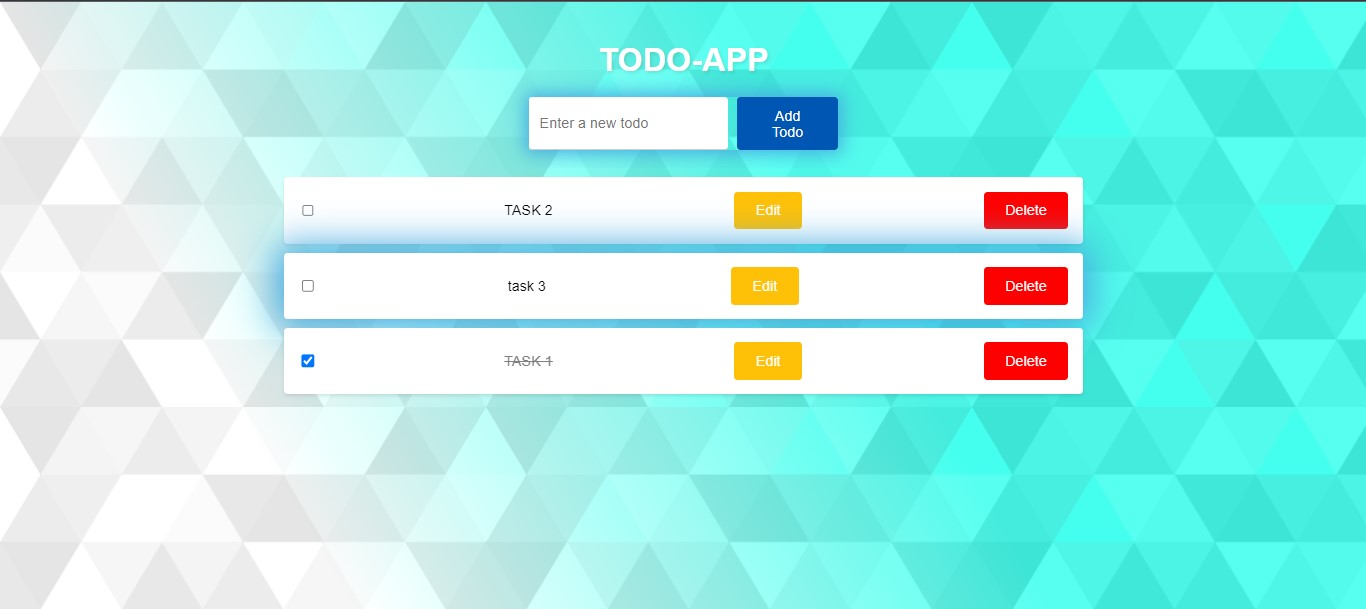 TODO-APP
Enter a new todo
Add
Todo
TASK 2 Edit Delete
task 3 Edit Delete
TASK 1 Edit Delete